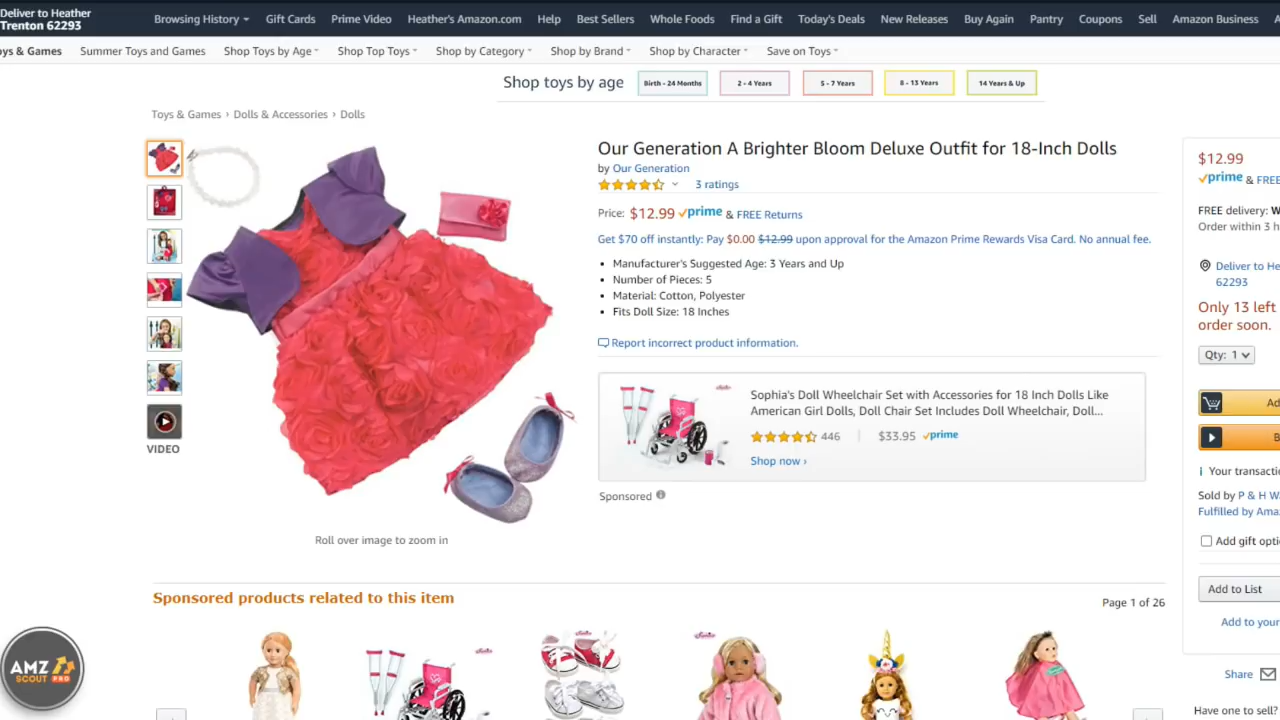 Deliver to Heather
Trenton 62293
Browsing History
Gift Cards
Prime Video
Heather's Amazon.com
Help
Best Sellers
Whole Foods
Find a Gift
Today's Deals
New Releases
Buy Again
Pantry
Coupons
Sell
Amazon Business
A
oys & Games
Summer Toys and Games
Shop Toys by Age
Shop Top Toys
Shop by Category
Shop by Brand
Shop by Character
Save on Toys
Shop toys by age
Birth - 24 Months
2 - 4 Years
5 - 7 Years
8 - 13 Years
14 Years & Up
Toys & Games › Dolls & Accessories › Dolls
Our Generation A Brighter Bloom Deluxe Outfit for 18-Inch Dolls
by Our Generation
3 ratings
Price: $12.99 prime & FREE Returns
Get $70 off instantly: Pay $0.00 $12.99 upon approval for the Amazon Prime Rewards Visa Card. No annual fee.
• Manufacturer's Suggested Age: 3 Years and Up
• Number of Pieces: 5
• Material: Cotton, Polyester
• Fits Doll Size: 18 Inches
Report incorrect product information.
Sophia's Doll Wheelchair Set with Accessories for 18 Inch Dolls Like
American Girl Dolls, Doll Chair Set Includes Doll Wheelchair, Doll...
446 | $33.95 prime
Shop now ›
Sponsored
VIDEO
Roll over image to zoom in
$12.99
prime & FREE
FREE delivery: W
Order within 3 h
Deliver to He
62293
Only 13 left
order soon.
Qty: 1
Ad
B
Your transactio
Sold by P & H W
Fulfilled by Ama
Add gift opti
Add to List
Add to your
Share
Have one to sell?
Sponsored products related to this item
Page 1 of 26
AMZ
SCOUT PRO